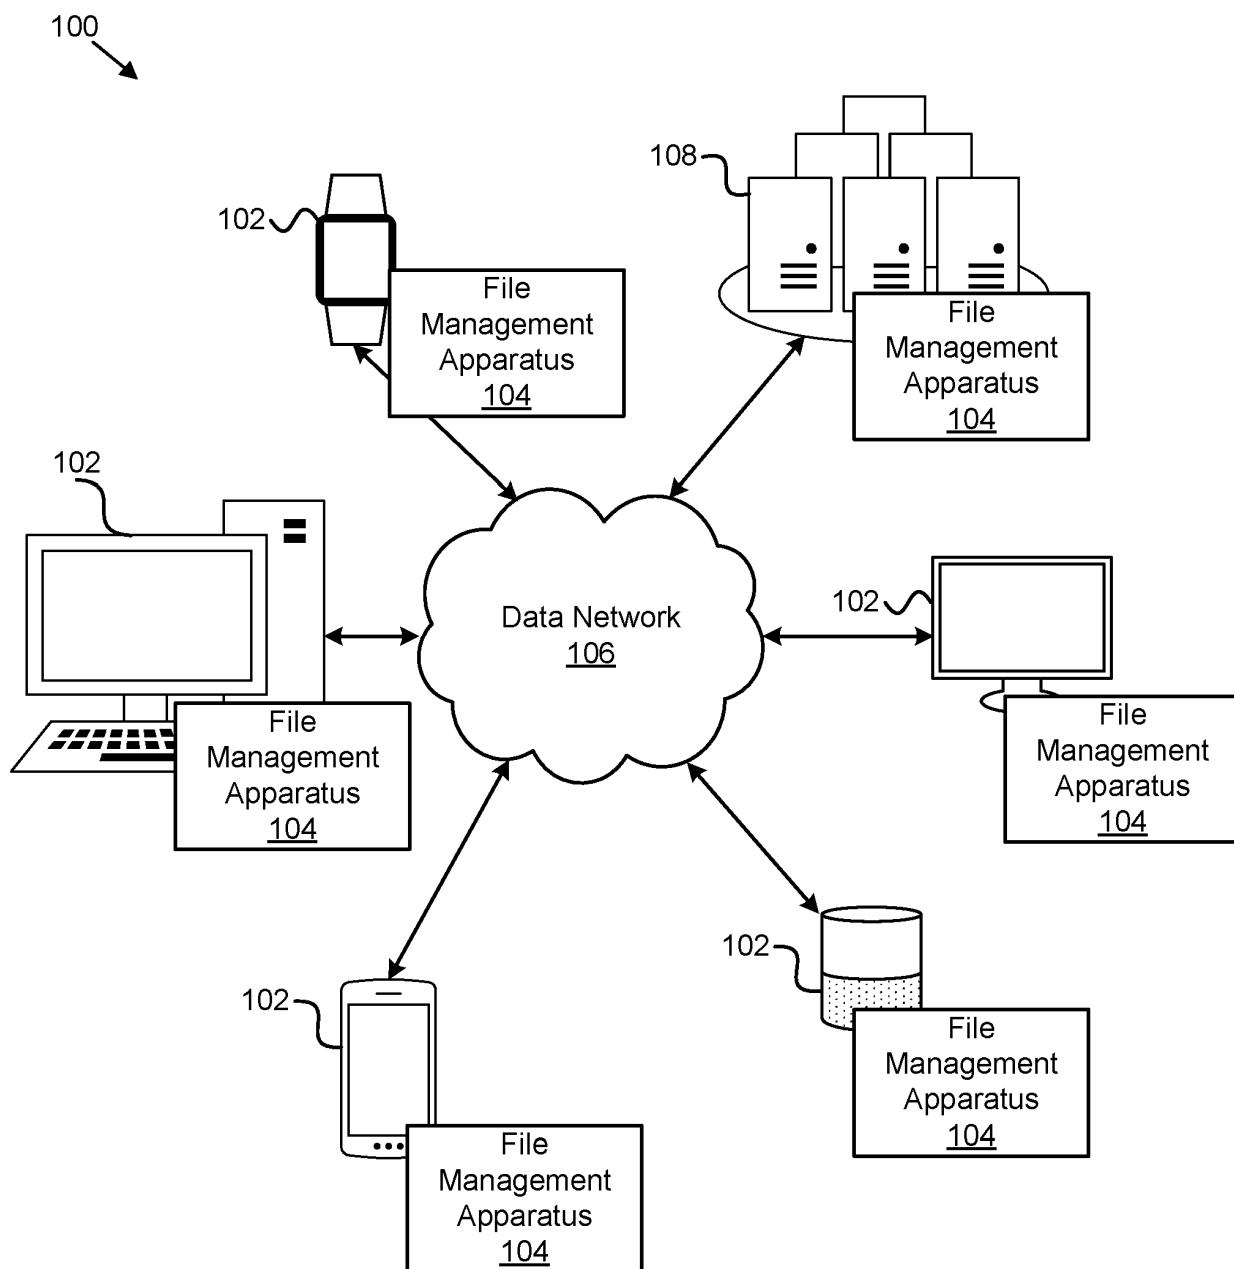 100
108
102
File
Management
Apparatus
104
File
Management
Apparatus
104
102
Data Network
106
102
File
Management
Apparatus
104
File
Management
Apparatus
104
102
102
File
Management
Apparatus
104
File
Management
Apparatus
104